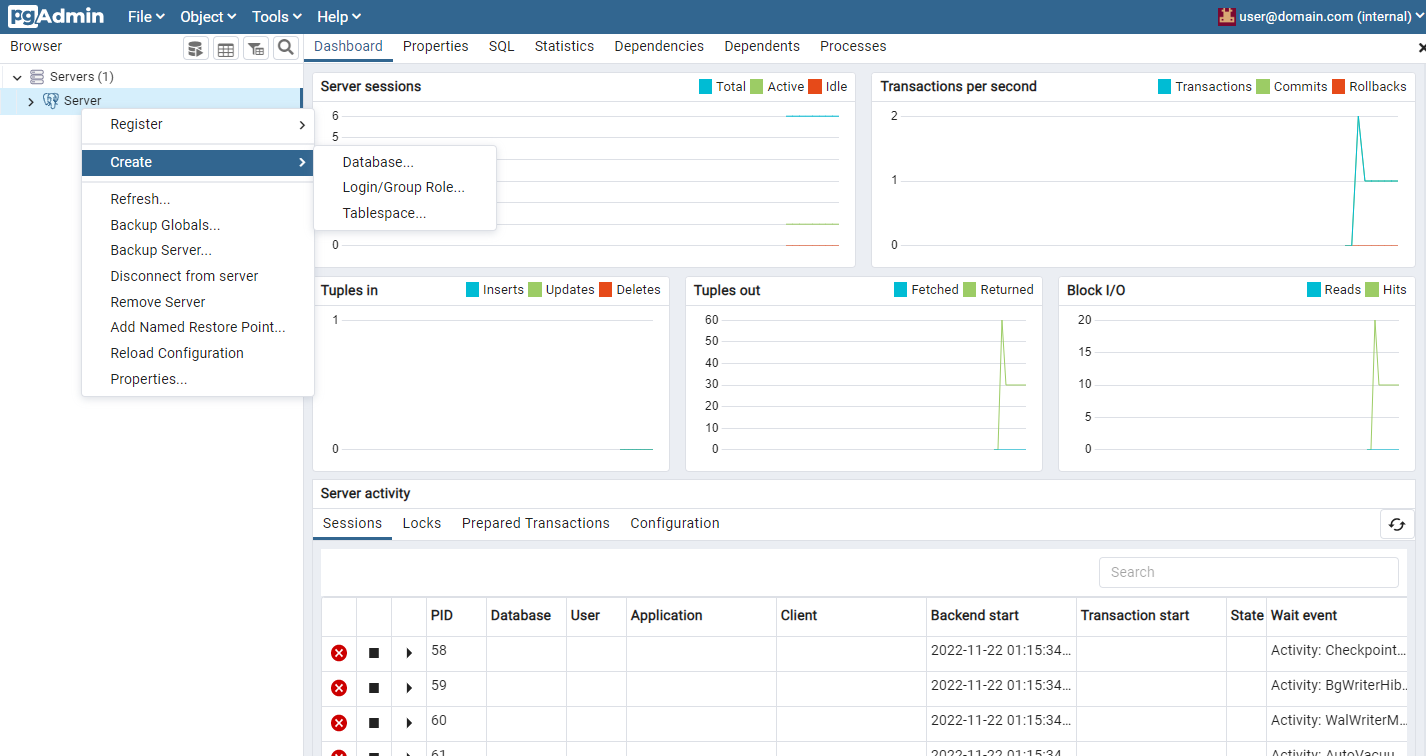 pgAdmin File Object Tools Help user@domain.com (internal)
Browser Dashboard Properties SQL Statistics Dependencies Dependents Processes
Servers (1)
Server
Register
Create
Refresh...
Backup Globals...
Backup Server...
Disconnect from server
Remove Server
Add Named Restore Point...
Reload Configuration
Properties...
Database...
Login/Group Role...
Tablespace...
Server sessions Total Active Idle
6
5
0
Transactions per second Transactions Commits Rollbacks
2
1
0
Tuples in Inserts Updates Deletes
1
0
Tuples out Fetched Returned
60
50
40
30
20
10
0
Block I/O Reads Hits
20
15
10
5
0
Server activity
Sessions Locks Prepared Transactions Configuration
Search
PID Database User Application Client Backend start Transaction start State Wait event
58 2022-11-22 01:15:34... Activity: Checkpoint...
59 2022-11-22 01:15:34... Activity: BgWriterHib...
60 2022-11-22 01:15:34... Activity: WalWriterM...
61 2022-11-22 01:15:34... Activity: AutoVacuu...